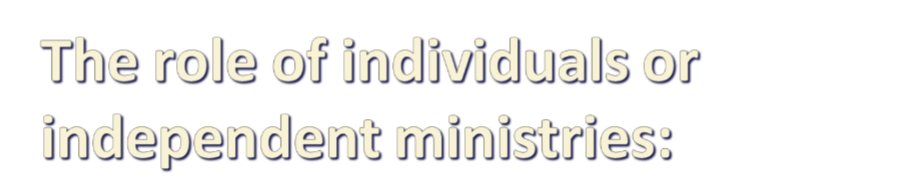 The role of individuals or
independent ministries: